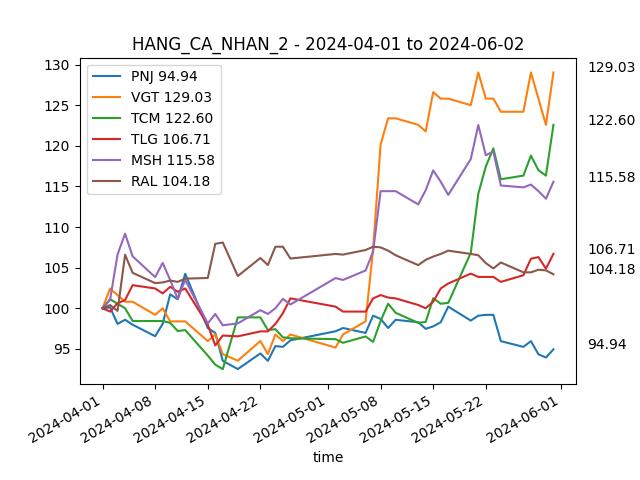 HANG_CA_NHAN_2 - 2024-04-01 to 2024-06-02
PNJ 94.94
VGT 129.03
TCM 122.60
TLG 106.71
MSH 115.58
RAL 104.18
130
125
120
115
110
105
100
95
129.03
122.60
115.58
106.71
104.18
94.94
2024-04-01
2024-04-08
2024-04-15
2024-04-22
2024-05-01
2024-05-08
2024-05-15
2024-05-22
2024-06-01
time